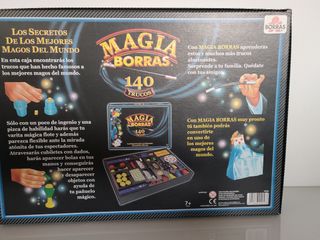 LOS SECRETOS
DE LOS MEJORES
MAGOS DEL MUNDO
En esta caja encontrarás los
trucos que han hecho famosos a
los mejores magos del mundo.
MAGIA
BORRAS
140
TRUCOS
BORRAS
Con MAGIA BORRAS aprenderás
estos y muchos más trucos
alucinantes.
Sorprende a tu familia. Quédate
con tus amigos.
Sólo con un poco de ingenio y una
pizca de habilidad harás que tu
varita mágica flote y además
parezca flexible ante la mirada
atónita de tus espectadores.
Atravesarás cubiletes con dados,
harás aparecer bolas en tus
manos y conseguirás
hacer aparecer y
desaparecer
objetos con
ayuda de tu
pañuelo mágico.
MAGIA
BORRAS
140
Con MAGIA BORRAS muy pronto
tú también podrás
convertirte
en uno de los
mejores magos
del mundo.
7+